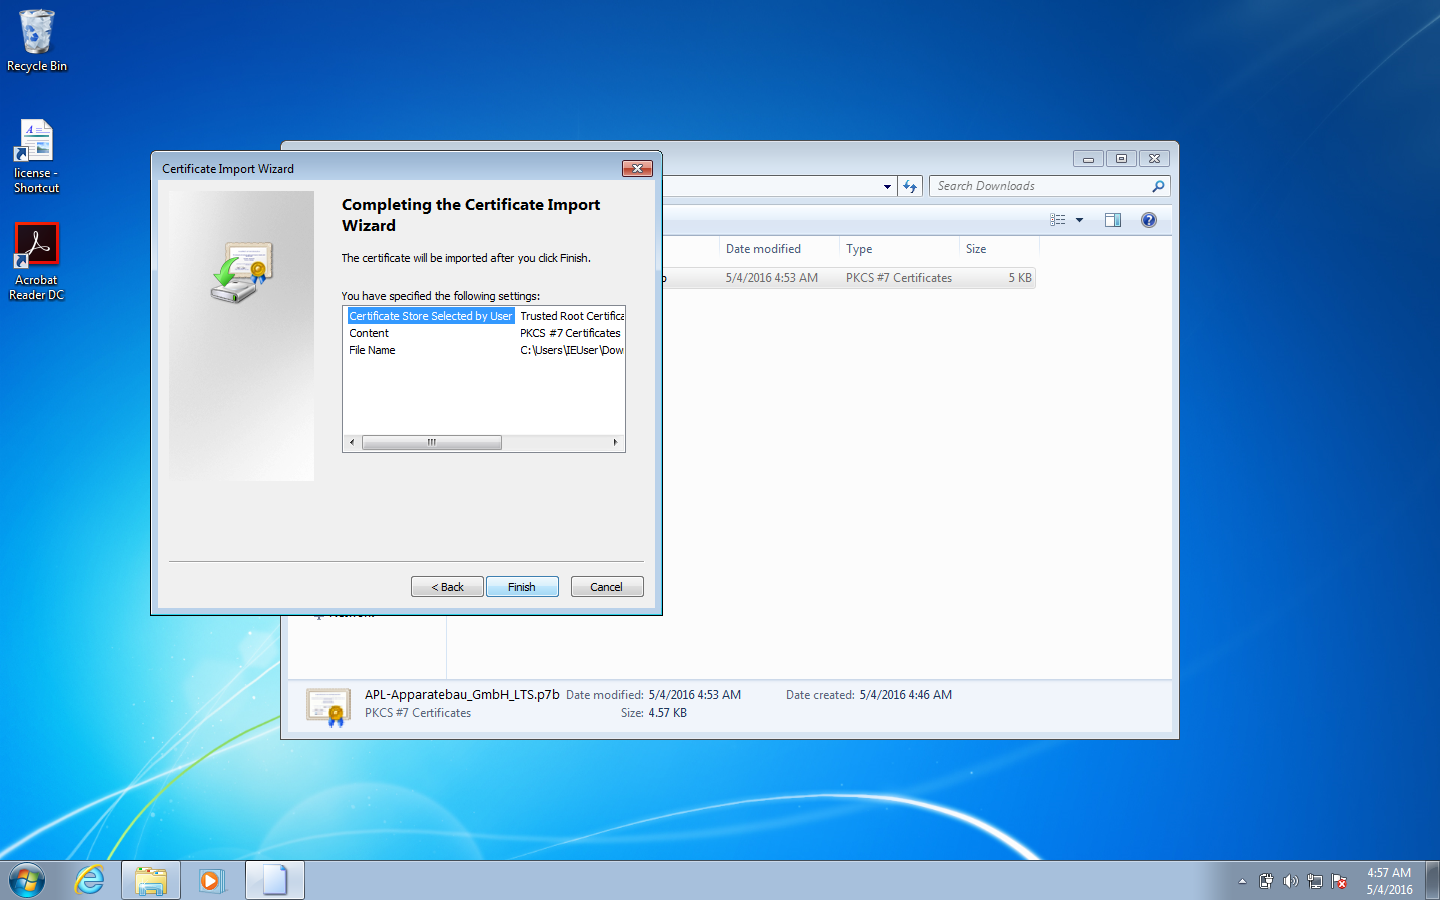 Recycle Bin
license -
Shortcut
Acrobat
Reader DC
Certificate Import Wizard
Completing the Certificate Import
Wizard
The certificate will be imported after you click Finish.
You have specified the following settings:
Certificate Store Selected by User Trusted Root Certifica
Content PKCS #7 Certificates
File Name C:\Users\IEUser\Dow
< Back Finish Cancel
Search Downloads
Date modified Type Size
5/4/2016 4:53 AM PKCS #7 Certificates 5 KB
APL-Apparatebau_GmbH_LTS.p7b Date modified: 5/4/2016 4:53 AM Date created: 5/4/2016 4:46 AM
PKCS #7 Certificates Size: 4.57 KB
4:57 AM
5/4/2016